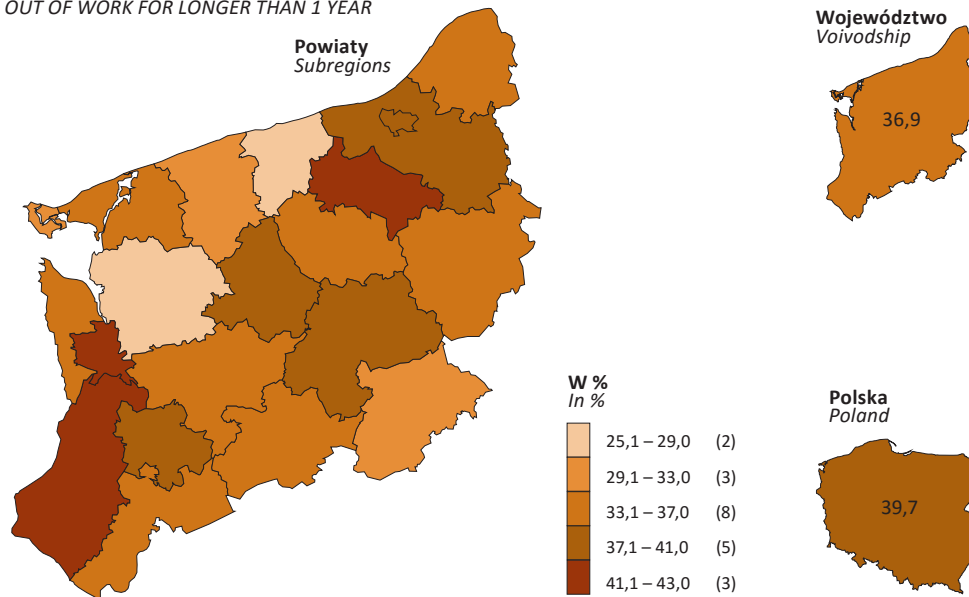 OUT OF WORK FOR LONGER THAN 1 YEAR
Powiaty
Subregions
Województwo
Voivodship
36,9
W %
In %
25,1 – 29,0 (2)
29,1 – 33,0 (3)
33,1 – 37,0 (8)
37,1 – 41,0 (5)
41,1 – 43,0 (3)
Polska
Poland
39,7